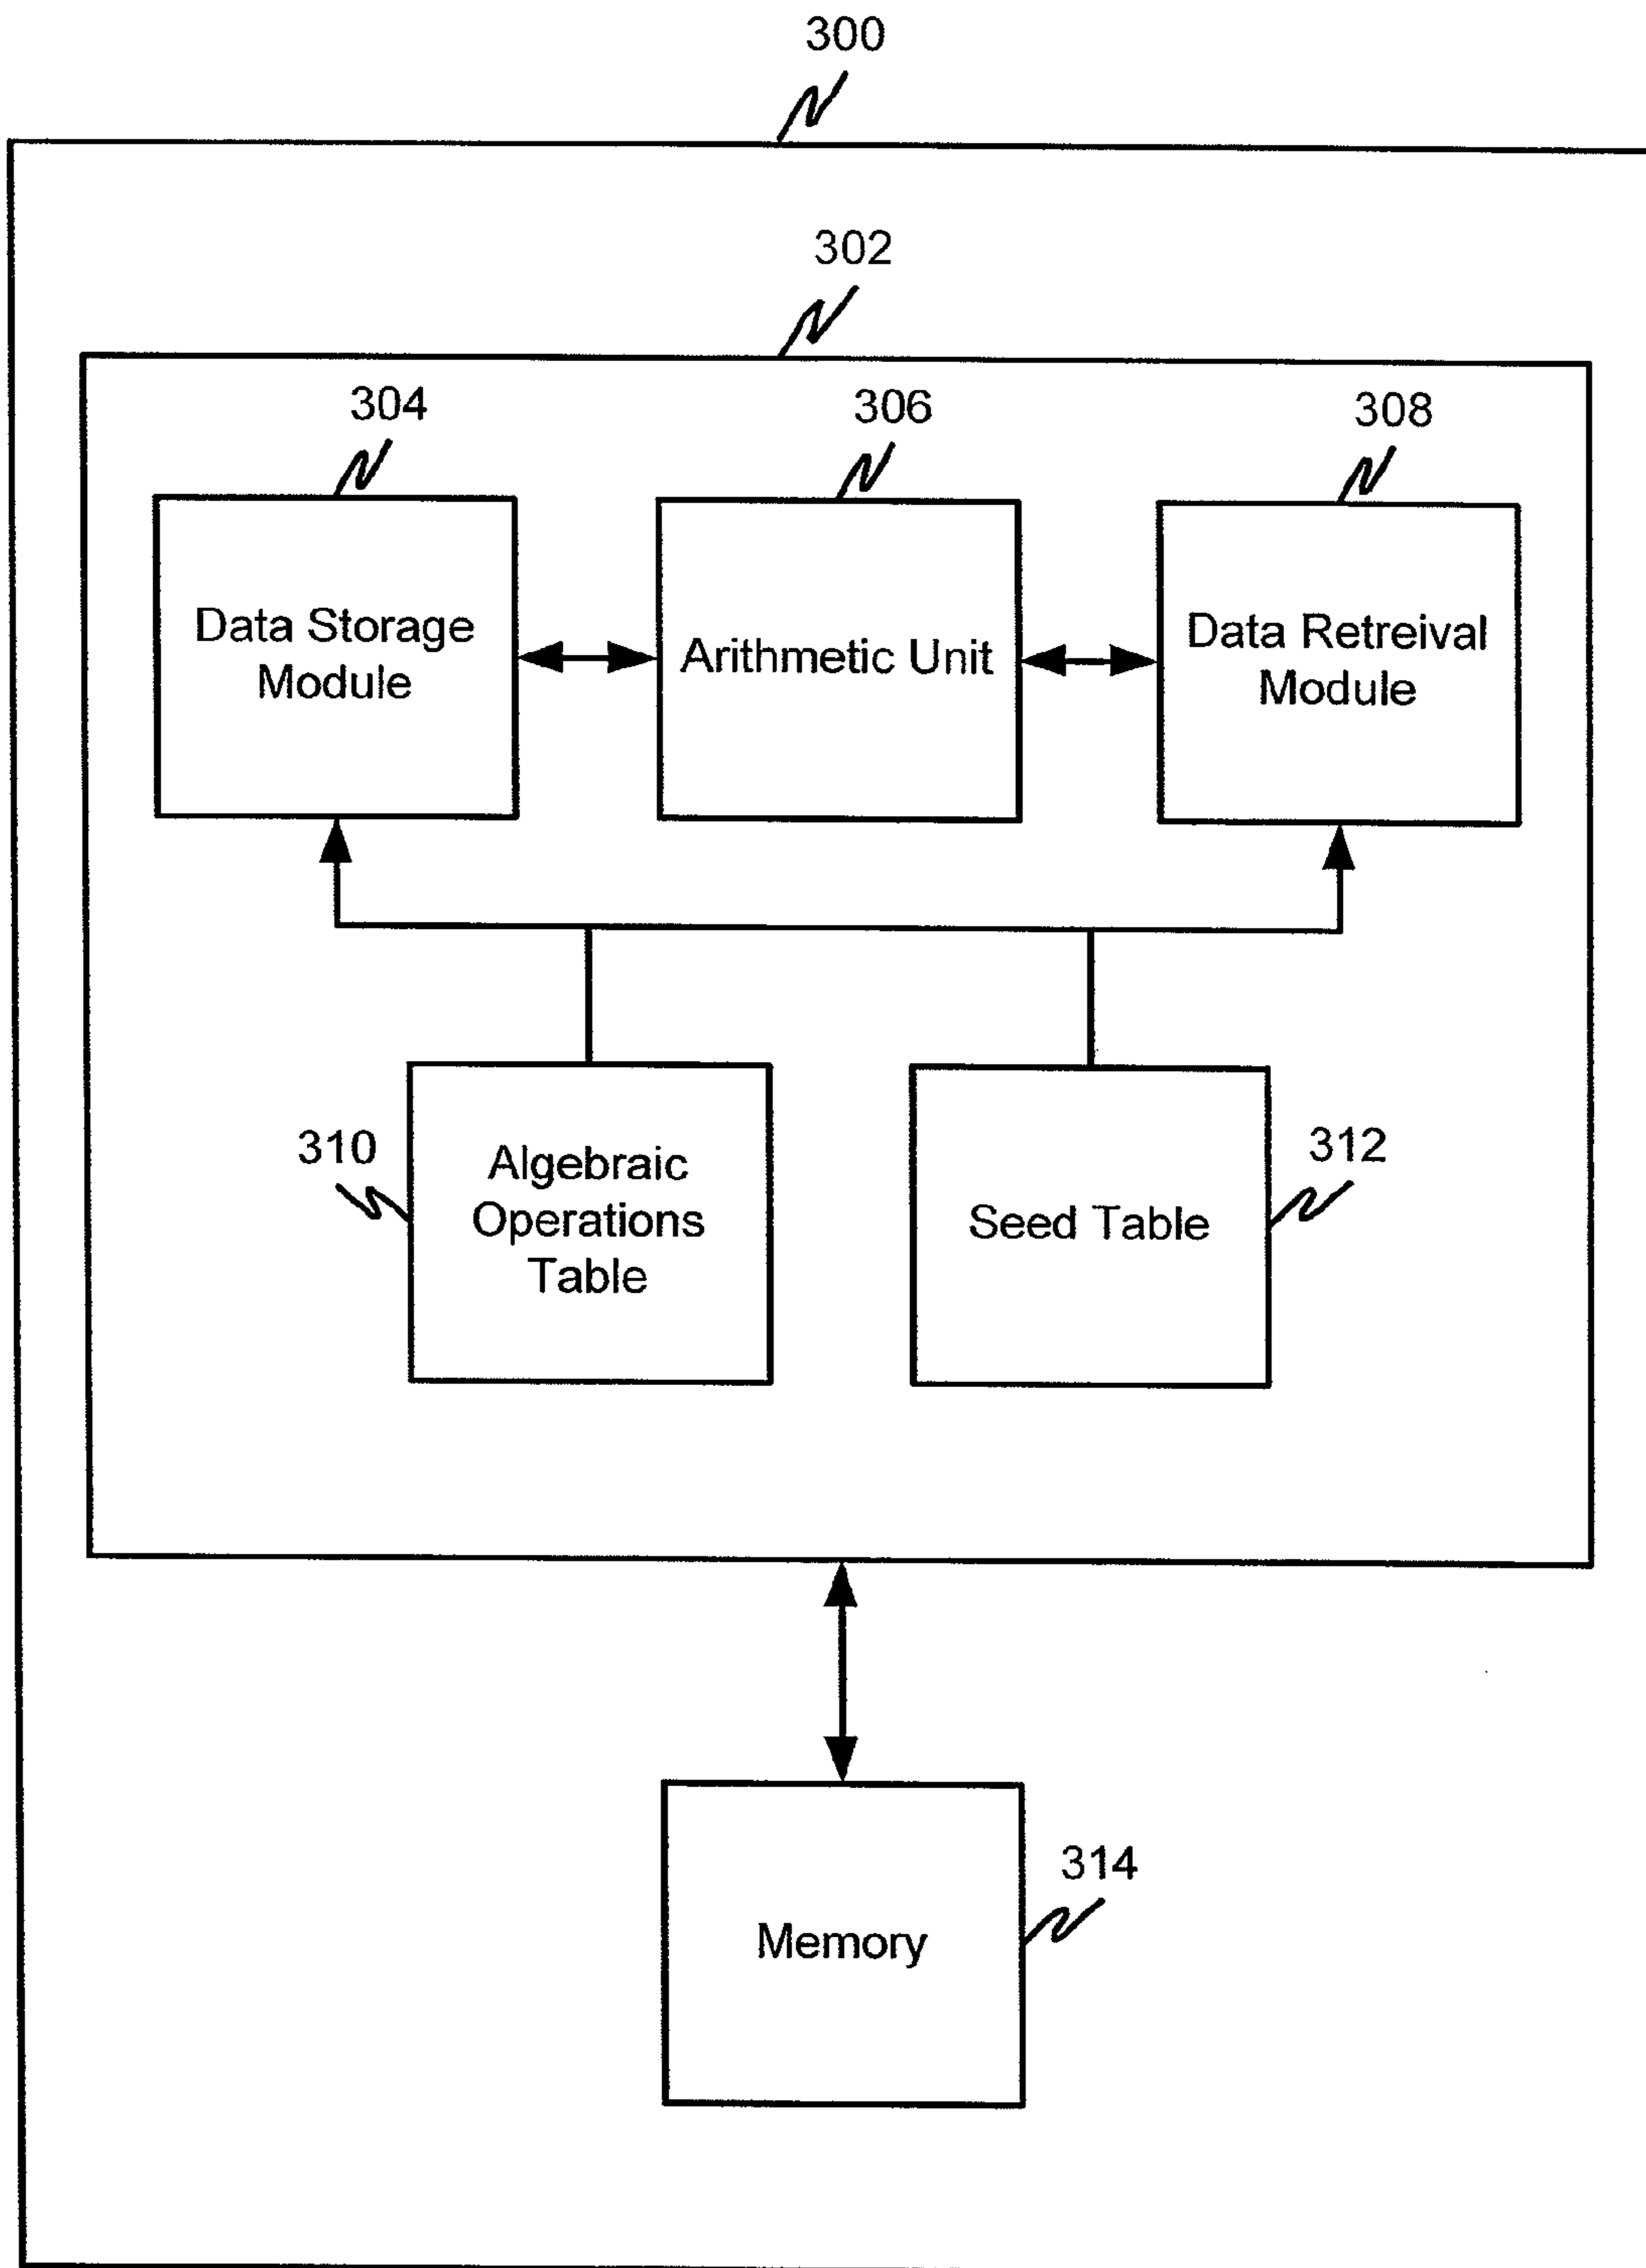 300
302
304
306
308
Data Storage
Module
Arithmetic Unit
Data Retreival
Module
310
Algebraic
Operations
Table
312
Seed Table
314
Memory